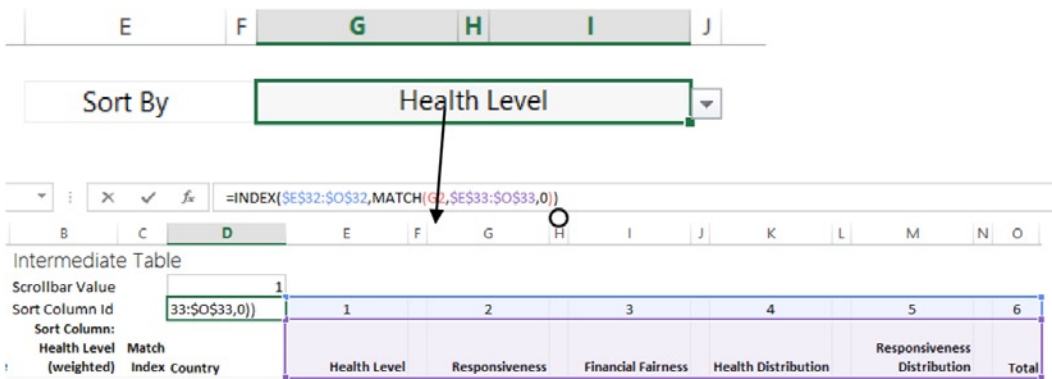 E F G H I J
Sort By Health Level
fx =INDEX($E$32:$O$32,MATCH(G2,$E$33:$O$33,0))
B C D E F G H I J K L M N O
Intermediate Table
Scrollbar Value 1
Sort Column Id 33:$O$33,0)) 1 2 3 4 5 6
Sort Column:
Health Level Match Responsiveness
(weighted) Index Country Health Level Responsiveness Financial Fairness Health Distribution Distribution Total